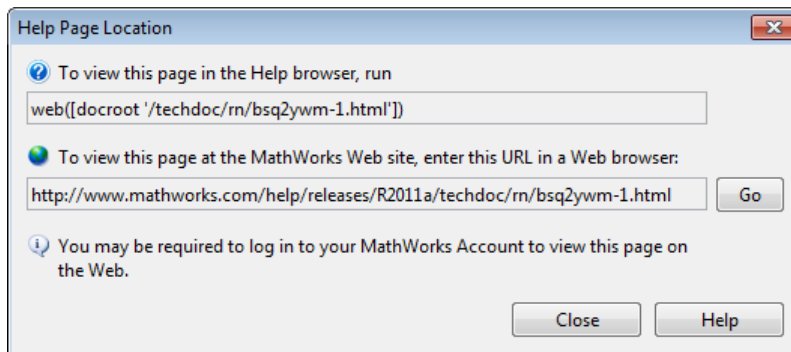 Help Page Location
To view this page in the Help browser, run
web([docroot '/techdoc/rn/bsq2ywm-1.html'])
To view this page at the MathWorks Web site, enter this URL in a Web browser:
http://www.mathworks.com/help/releases/R2011a/techdoc/rn/bsq2ywm-1.html
Go
You may be required to log in to your MathWorks Account to view this page on
the Web.
Close
Help